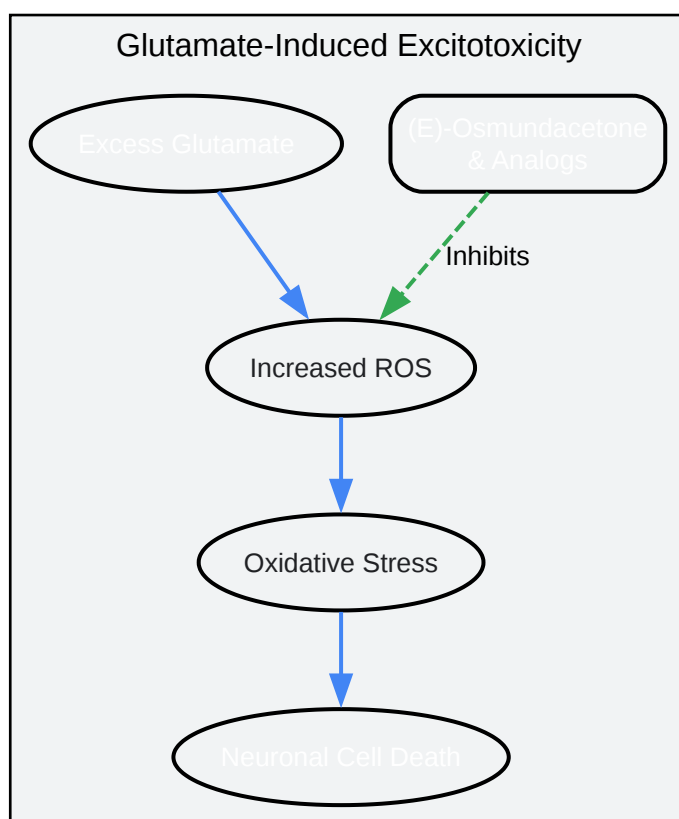 Glutamate-Induced Excitotoxicity
Excess Glutamate
(E)-Osmundacetone
& Analogs
Inhibits
Increased ROS
Oxidative Stress
Neuronal Cell Death